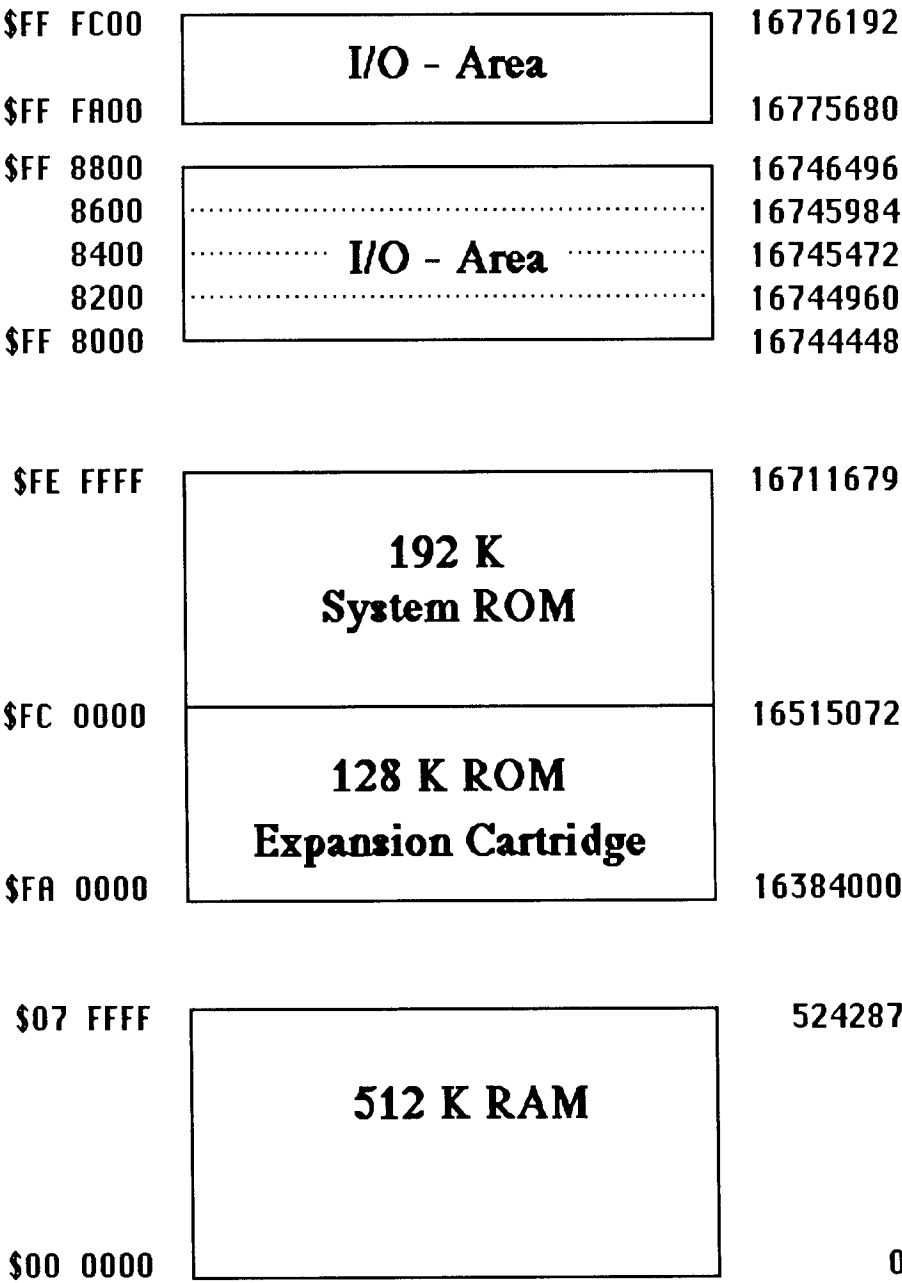 $FF FC00 16776192
I/O - Area
$FF FA00 16775680
$FF 8800 16746496
8600 16745984
8400 I/O - Area 16745472
8200 16744960
$FF 8000 16744448
$FE FFFF 16711679
192 K
System ROM
$FC 0000 16515072
128 K ROM
Expansion Cartridge
$FA 0000 16384000
$07 FFFF 524287
512 K RAM
$00 0000 0